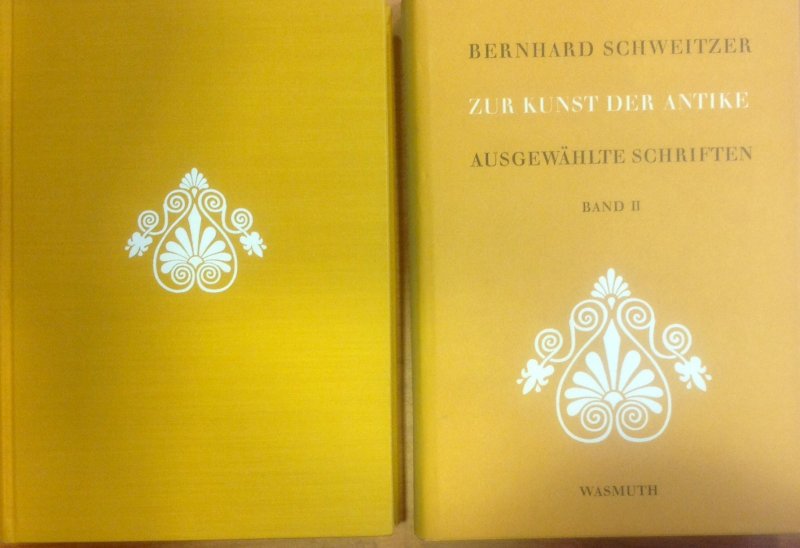 BERNHARD SCHWEITZER
ZUR KUNST DER ANTIKE
AUSGEWÄHLTE SCHRIFTEN
BAND II
WASMUTH